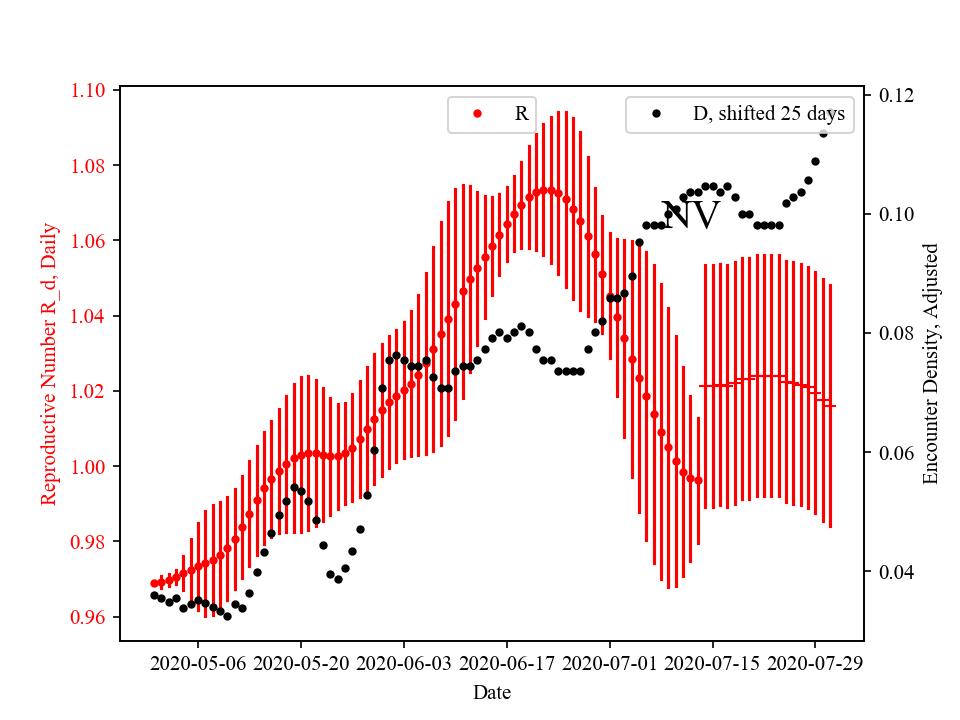 R
D, shifted 25 days
NV
Reproductive Number R_d, Daily
1.10
1.08
1.06
1.04
1.02
1.00
0.98
0.96
0.12
0.10
0.08
0.06
0.04
Encounter Density, Adjusted
2020-05-06 2020-05-20 2020-06-03 2020-06-17 2020-07-01 2020-07-15 2020-07-29
Date